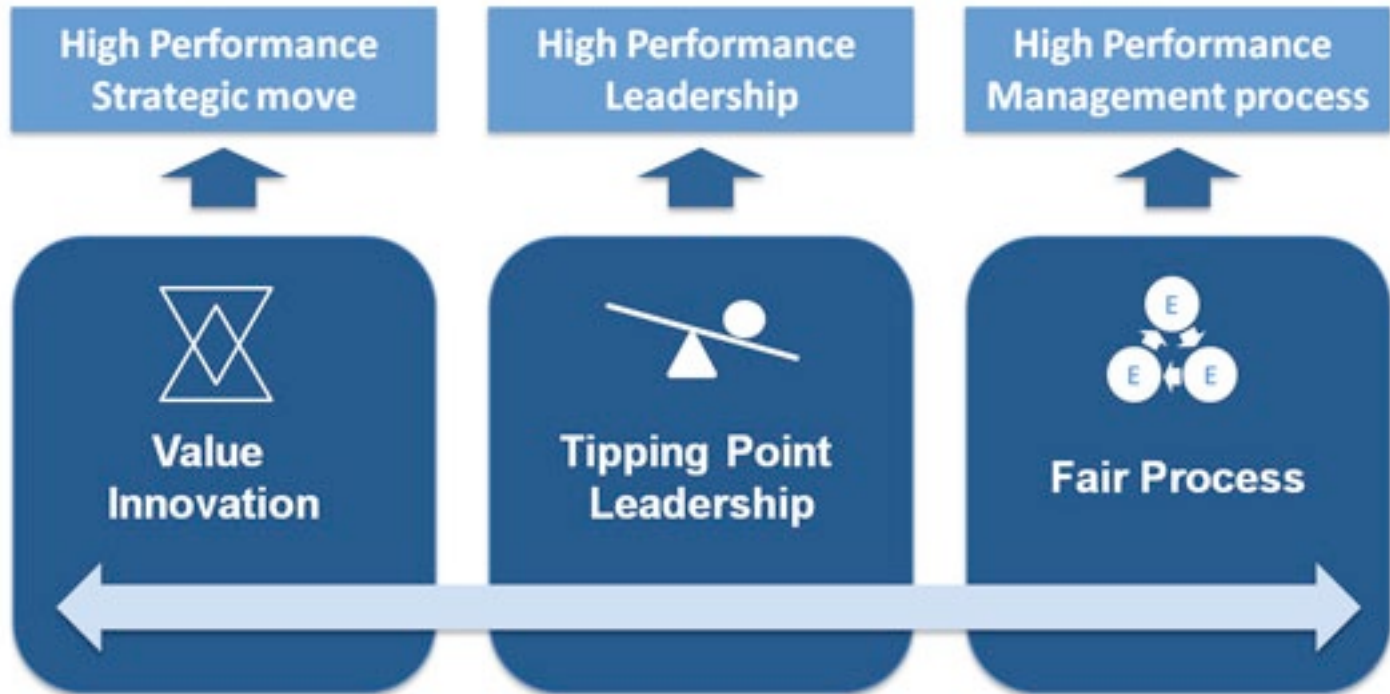 High Performance
Strategic move
High Performance
Leadership
High Performance
Management process
Value
Innovation
Tipping Point
Leadership
E
E
E
Fair Process